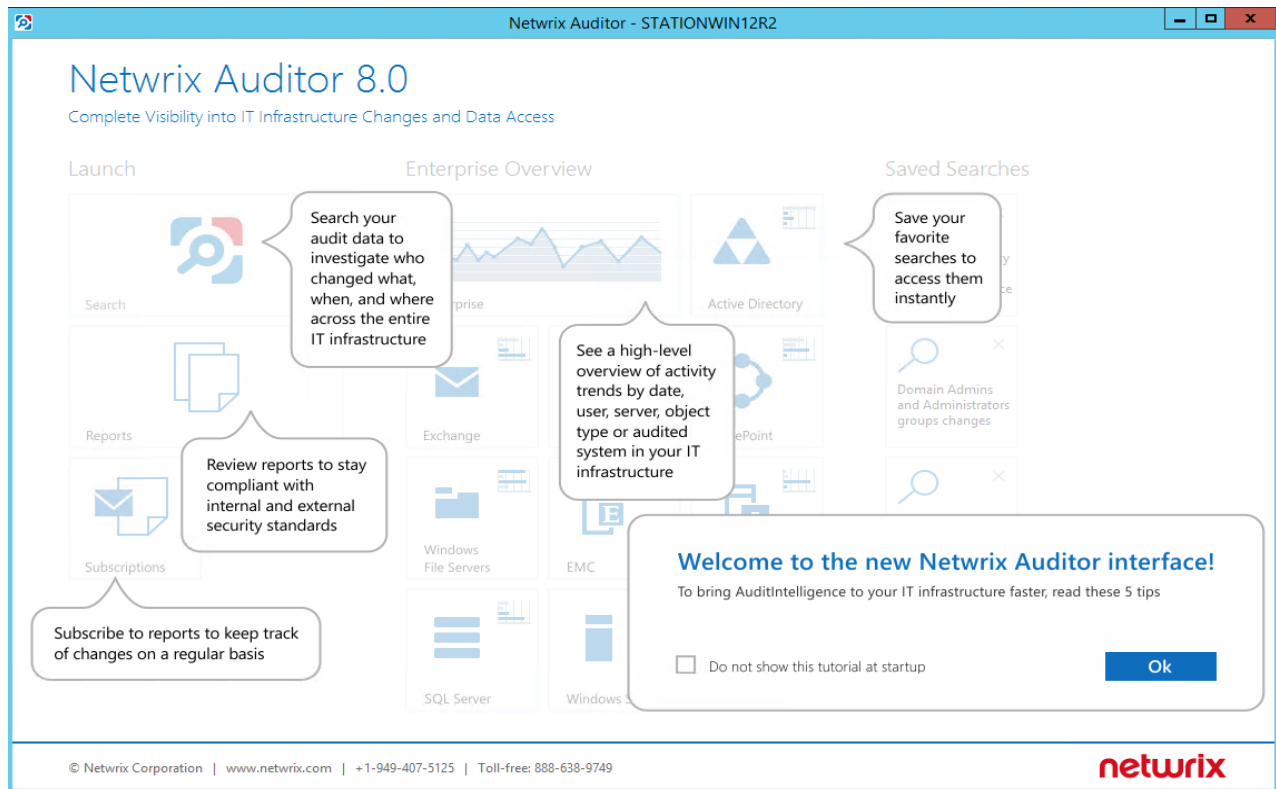 Netwrix Auditor - STATIONWIN12R2
Netwrix Auditor 8.0
Complete Visibility into IT Infrastructure Changes and Data Access
Launch
Enterprise Overview
Saved Searches
Search your
audit data to
investigate who
changed what,
when, and where
across the entire
IT infrastructure
Save your
favorite
searches to
access them
instantly
Search
Active Directory
See a high-level
overview of activity
trends by date,
user, server, object
type or audited
system in your IT
infrastructure
Domain Admins
and Administrators
groups changes
Reports
Exchange
Review reports to stay
compliant with
internal and external
security standards
Windows
File Servers
EMC
Subscriptions
Subscribe to reports to keep track
of changes on a regular basis
Welcome to the new Netwrix Auditor interface!
To bring AuditIntelligence to your IT infrastructure faster, read these 5 tips
Do not show this tutorial at startup
Ok
SQL Server
Windows
© Netwrix Corporation | www.netwrix.com | +1-949-407-5125 | Toll-free: 888-638-9749
netwrix